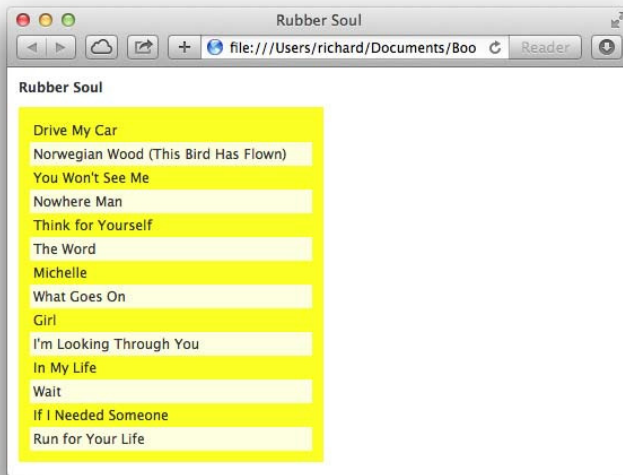 Rubber Soul
file:///Users/richard/Documents/Boo
Reader
Rubber Soul
Drive My Car
Norwegian Wood (This Bird Has Flown)
You Won't See Me
Nowhere Man
Think for Yourself
The Word
Michelle
What Goes On
Girl
I'm Looking Through You
In My Life
Wait
If I Needed Someone
Run for Your Life